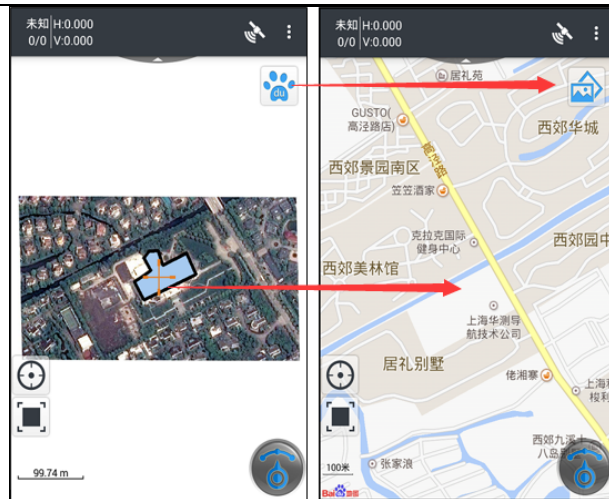 未知 H:0.000
0/0 V:0.000
du
99.74 m
未知 H:0.000
0/0 V:0.000
居礼苑
GUSTO(
高泾路店)
西郊华城
高泾路
西郊景园南区
笠笠酒家
克拉克国际
健身中心
西郊园中
西郊美林馆
上海华测导
航技术公司
居礼别墅
佬湘寨
上海
梭利
西郊九溪十
八岛
100米
张家浪
Bai du 地图